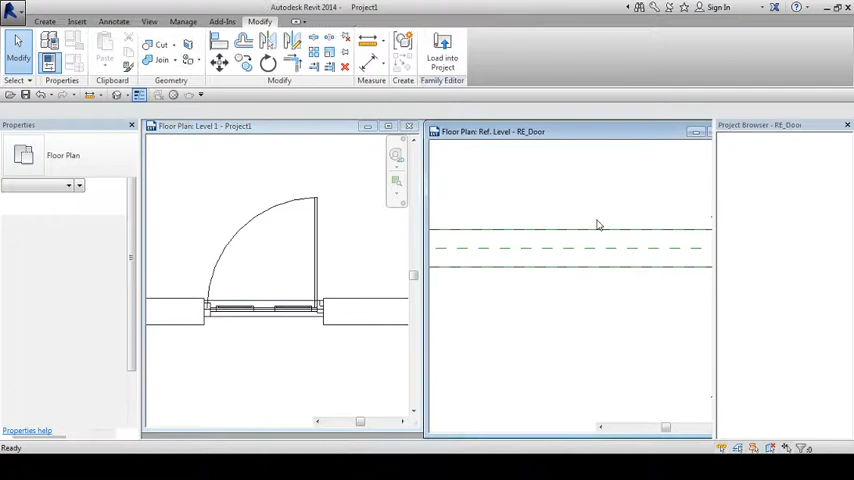 Autodesk Revit 2014 - Project1
Sign In
Create Insert Annotate View Manage Add-Ins Modify
Modify
Paste
Cut
Join
Load into
Project
Select Properties Clipboard Geometry Modify Measure Create Family Editor
Properties
Floor Plan: Level 1 - Project1
Floor Plan: Ref. Level - RE_Door
Project Browser - RE_Door
Floor Plan
Properties help
Ready
:0